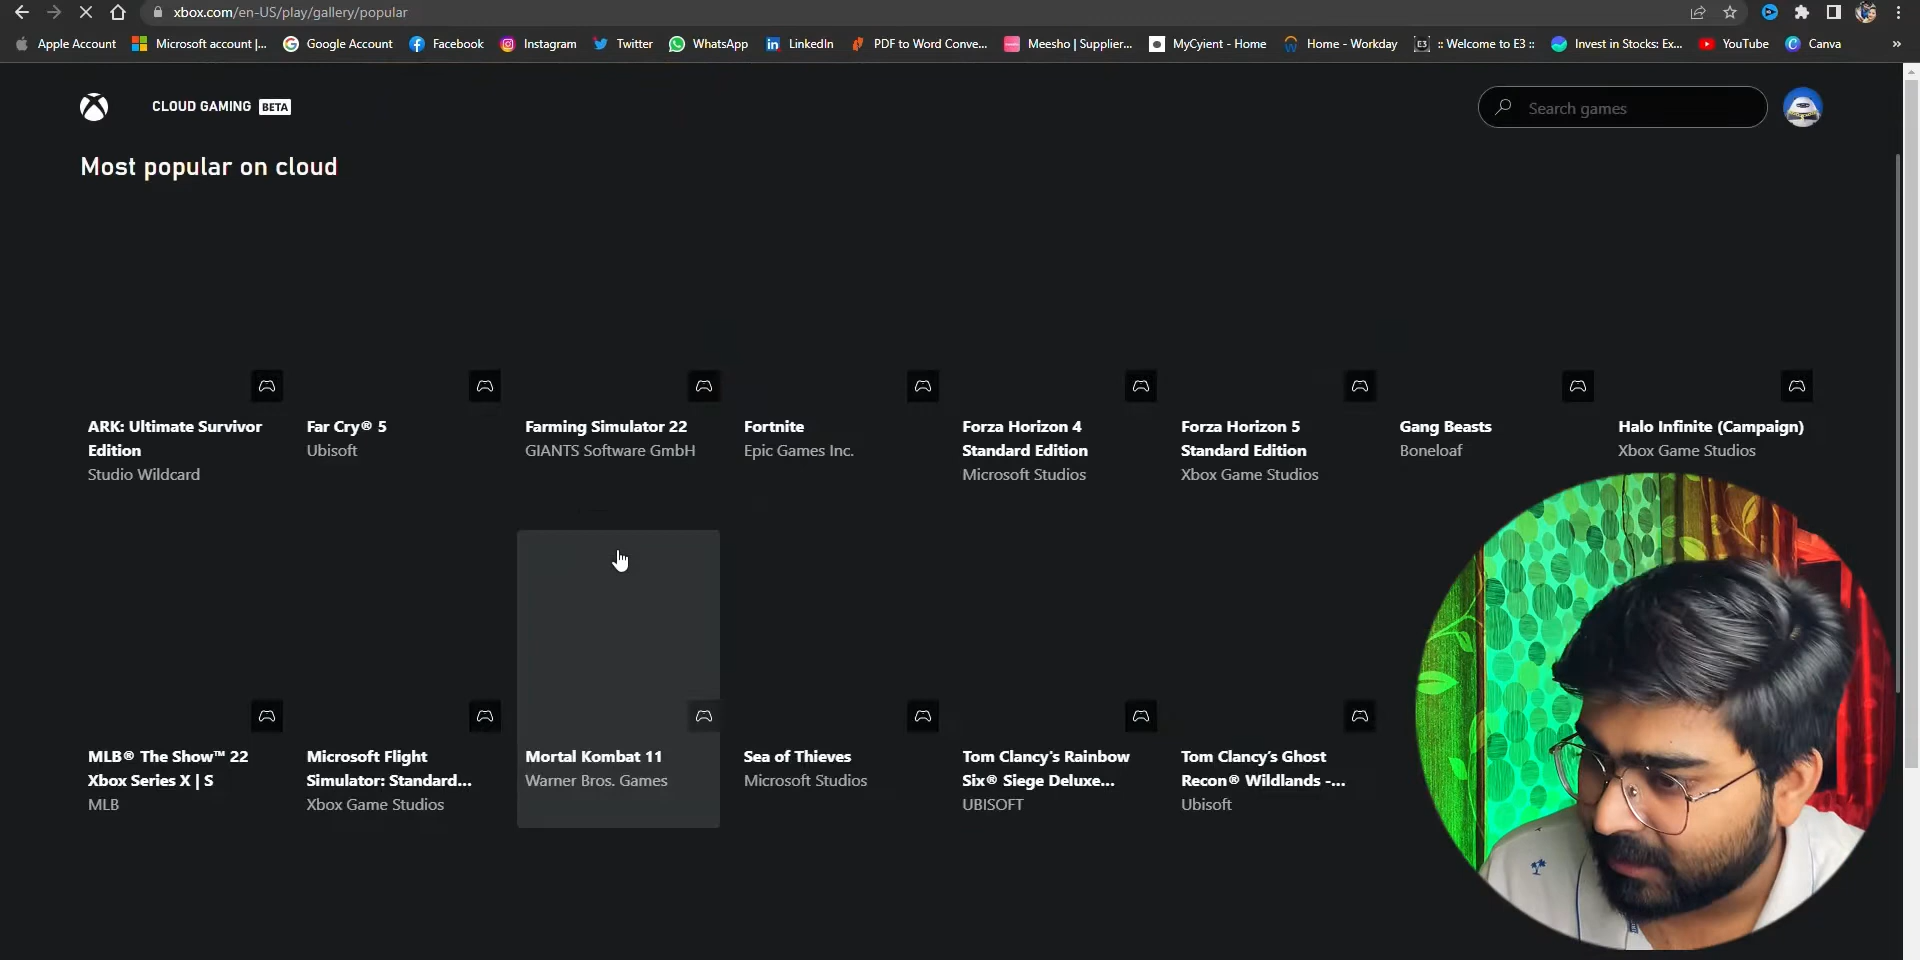 xbox.com/en-US/play/gallery/popular
Apple Account Microsoft account |... Google Account Facebook Instagram Twitter WhatsApp LinkedIn PDF to Word Conve... Meesho | Supplier... MyCyient - Home Home - Workday E3 :: Welcome to E3 :: Invest in Stocks: Ex... YouTube Canva »
CLOUD GAMING BETA
Search games
Most popular on cloud
ARK: Ultimate Survivor Edition
Studio Wildcard
Far Cry® 5
Ubisoft
Farming Simulator 22
GIANTS Software GmbH
Fortnite
Epic Games Inc.
Forza Horizon 4
Standard Edition
Microsoft Studios
Forza Horizon 5
Standard Edition
Xbox Game Studios
Gang Beasts
Boneloaf
Halo Infinite (Campaign)
Xbox Game Studios
MLB® The Show™ 22
Xbox Series X | S
MLB
Microsoft Flight
Simulator: Standard...
Xbox Game Studios
Mortal Kombat 11
Warner Bros. Games
Sea of Thieves
Microsoft Studios
Tom Clancy's Rainbow
Six® Siege Deluxe...
UBISOFT
Tom Clancy's Ghost
Recon® Wildlands -...
Ubisoft